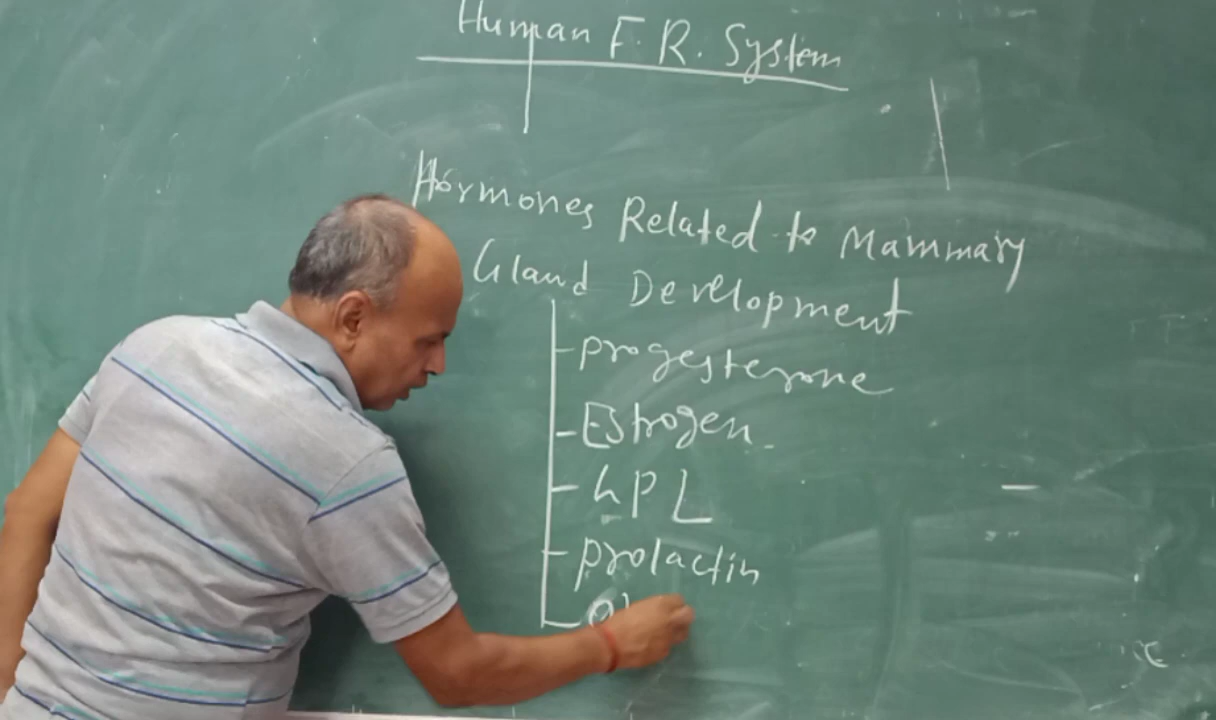 Human F. R. System
Hormones Related to Mammary
Gland Development
- progesterone
- Estrogen
- hPL
- prolactin